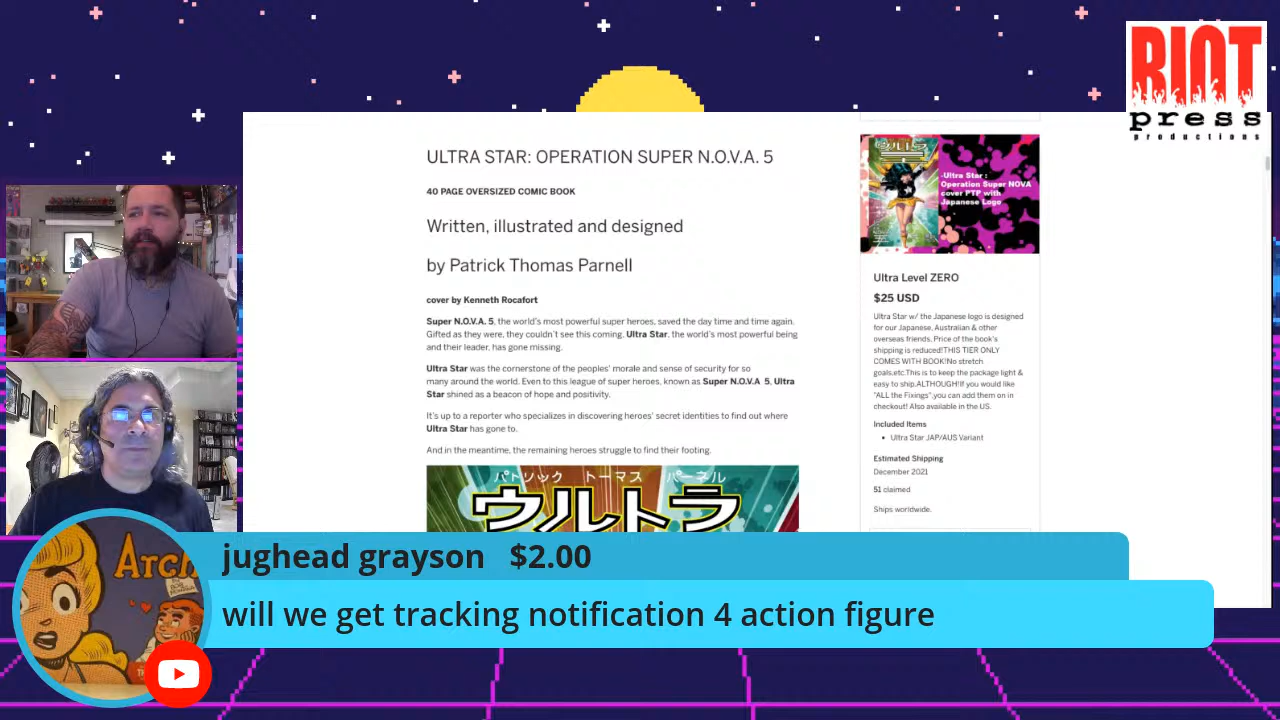 RIOT
press
productions
ULTRA STAR: OPERATION SUPER N.O.V.A. 5
40 PAGE OVERSIZED COMIC BOOK
Written, illustrated and designed
by Patrick Thomas Parnell
cover by Kenneth Rocafort
Super N.O.V.A. 5, the world's most powerful super heroes, saved the day time and time again.
Gifted as they were, they couldn't see this coming. Ultra Star, the world's most powerful being
and their leader, has gone missing.
Ultra Star was the cornerstone of the peoples' morale and sense of security for so
many around the world. Even to this league of super heroes, known as Super N.O.V.A 5, Ultra
Star shined as a beacon of hope and positivity.
It's up to a reporter who specializes in discovering heroes' secret identities to find out where
Ultra Star has gone to.
And in the meantime, the remaining heroes struggle to find their footing.
パトリック トーマス パーネル
ウルトラ
ウルトラ
-Ultra Star :
Operation Super NOVA
cover PTP with
Japanese Logo
Ultra Level ZERO
$25 USD
Ultra Star w/ the Japanese logo is designed
for our Japanese, Australian & other
overseas friends. Price of the book's
shipping is reduced!THIS TIER ONLY
COMES WITH BOOK!No stretch
goals,etc.This is to keep the package light &
easy to ship.ALTHOUGH!If you would like
"ALL the Fixings",you can add them on in
checkout! Also available in the US.
Included Items
Ultra Star JAP/AUS Variant
Estimated Shipping
December 2021
51 claimed
Ships worldwide.
Arch
jughead grayson $2.00
will we get tracking notification 4 action figure